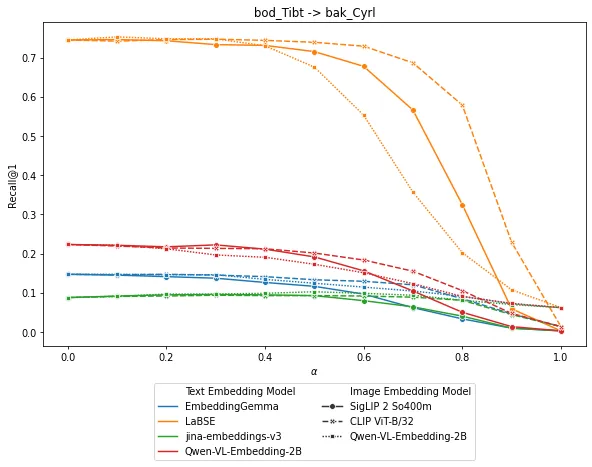 bod_Tibt -> bak_Cyrl
Recall@1
0.7
0.6
0.5
0.4
0.3
0.2
0.1
0.0
0.0 0.2 0.4 0.6 0.8 1.0
α
Text Embedding Model
EmbeddingGemma
LaBSE
jina-embeddings-v3
Qwen-VL-Embedding-2B
Image Embedding Model
SigLIP 2 So400m
CLIP ViT-B/32
Qwen-VL-Embedding-2B